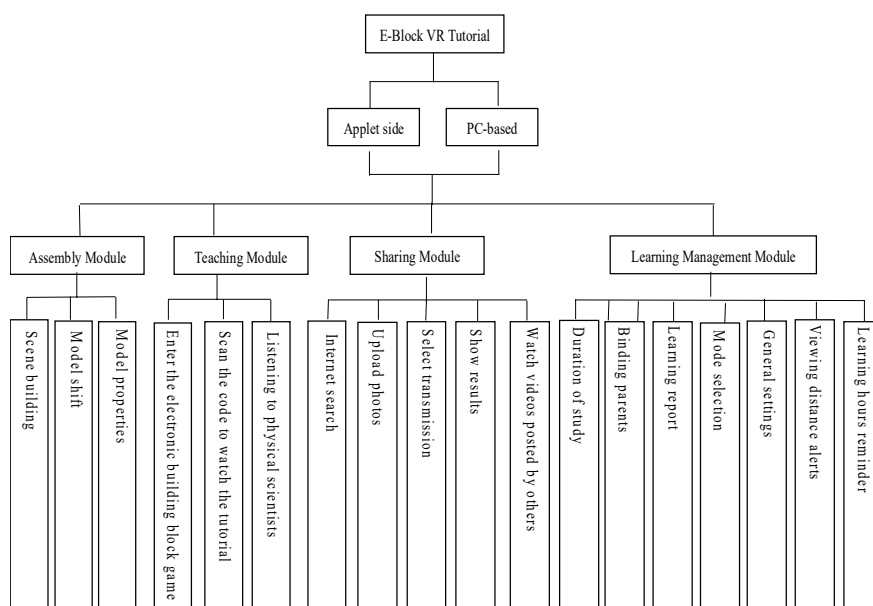 E-Block VR Tutorial
Applet side
PC-based
Assembly Module
Teaching Module
Sharing Module
Learning Management Module
Scene building
Model shift
Model properties
Enter the electronic building block game
Scan the code to watch the tutorial
Listening to physical scientists
Internet search
Upload photos
Select transmission
Show results
Watch videos posted by others
Duration of study
Binding parents
Learning report
Mode selection
General settings
Viewing distance alerts
Learning hours reminder